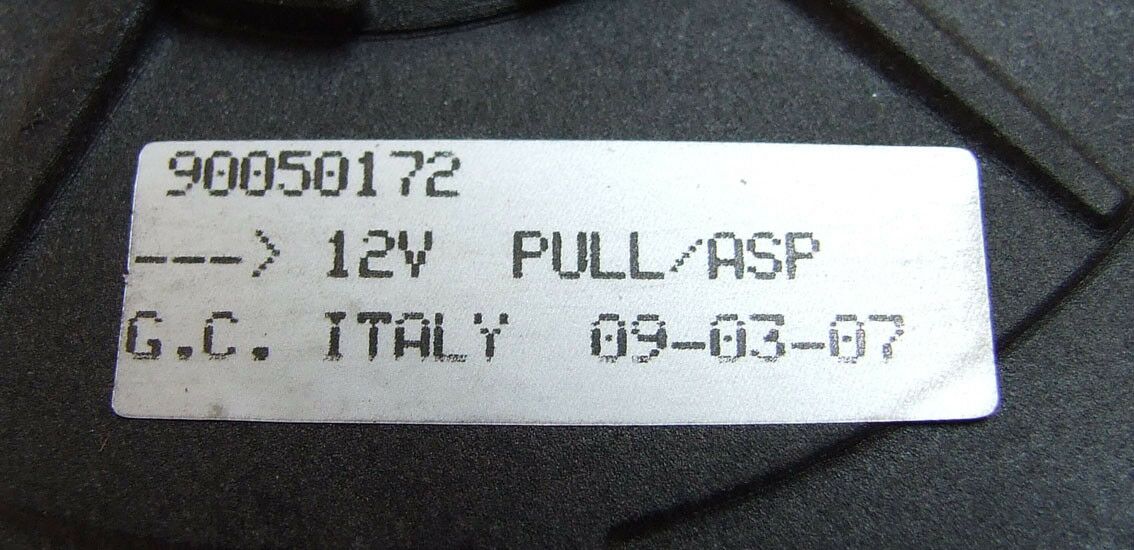 90050172
---> 12V PULL/ASP
G.C. ITALY 09-03-07